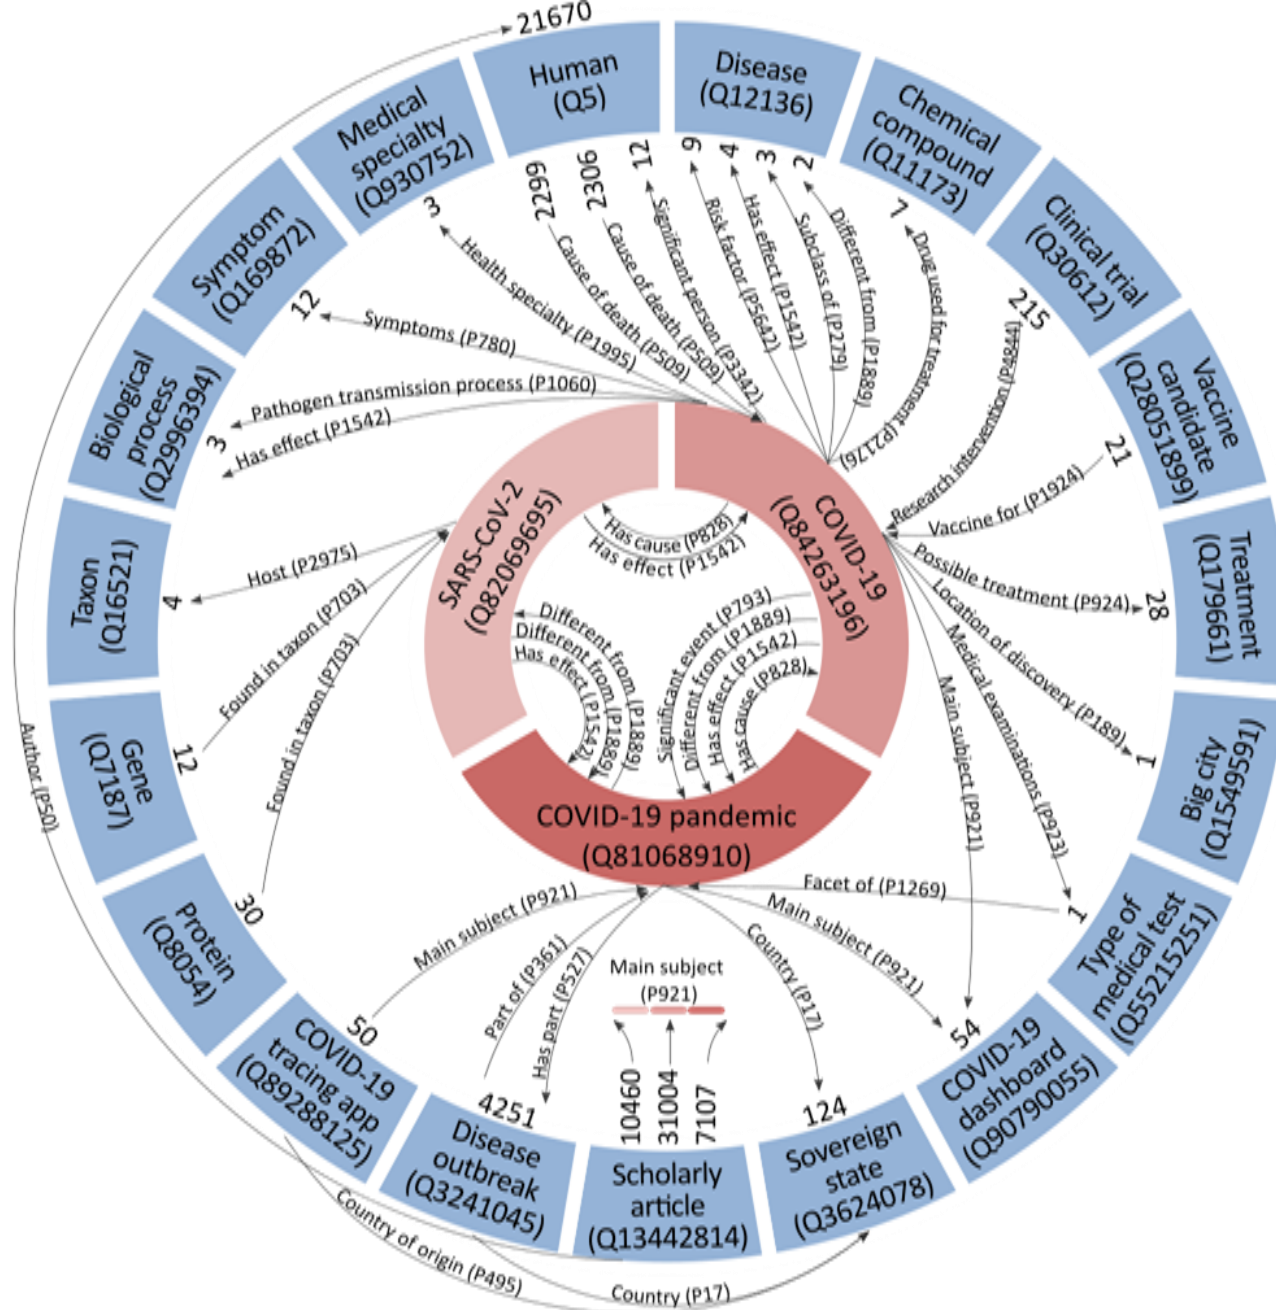 21670
Human
(Q5)
Disease
(Q12136)
Chemical
compound
(Q11173)
Clinical trial
(Q30612)
Vaccine
candidate
(Q28051899)
Treatment
(Q179661)
Big city
(Q1549591)
Type of
medical test
(Q55215251)
COVID-19
dashboard
(Q90790055)
Sovereign
state
(Q3624078)
Scholarly
article
(Q13442814)
Disease
outbreak
(Q3241045)
COVID-19
tracing app
(Q89288125)
Protein
(Q8054)
Gene
(Q7187)
Taxon
(Q16521)
Biological
process
(Q2996394)
Symptom
(Q169872)
Medical
specialty
(Q930752)
2299
Cause of death (P509)
2306
Cause of death (P509)
12
Significant person (P3342)
9
Risk factor (P5642)
4
Has effect (P1542)
3
Subclass of (P279)
2
Different from (P1889)
7
Drug used for treatment (P2176)
215
Research intervention (P4844)
21
Vaccine for (P1924)
Possible treatment (P924)
28
Location of discovery (P189)
1
Medical examinations (P923)
1
Main subject (P921)
54
Facet of (P1269)
Main subject (P921)
Country (P17)
124
Main subject
(P921)
10460
31004
7107
Has part (P527)
Part of (P361)
4251
Main subject (P921)
50
30
Found in taxon (P703)
12
Found in taxon (P703)
4
Host (P2975)
3
Has effect (P1542)
Pathogen transmission process (P1060)
12
Symptoms (P780)
3
Health specialty (P1995)
SARS-CoV-2
(Q82069695)
COVID-19
(Q84263196)
COVID-19 pandemic
(Q81068910)
Has cause (P828)
Has effect (P1542)
Different from (P1889)
Different from (P1889)
Has effect (P1542)
Significant event (P793)
Different from (P1889)
Has effect (P1542)
Has cause (P828)
Author (P50)
Country of origin (P495)
Country (P17)